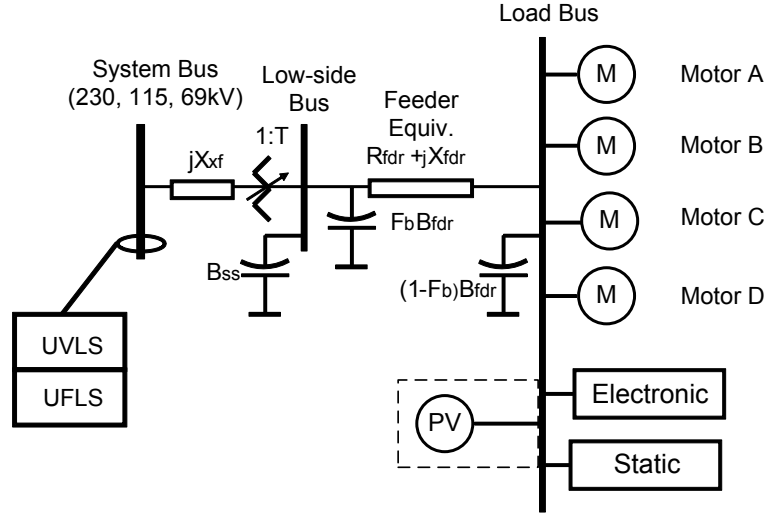 Load Bus
System Bus
(230, 115, 69kV)
Low-side
Bus
Feeder
Equiv.
Rfdr +jXfdr
jXxf
1:T
Bss
FbBfdr
(1-Fb)Bfdr
M
Motor A
M
Motor B
M
Motor C
M
Motor D
UVLS
UFLS
PV
Electronic
Static